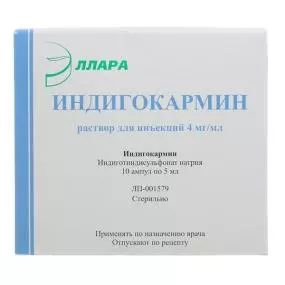 ЭЛЛАРА
ИНДИГОКАРМИН
раствор для инъекций 4 мг/мл
Индигокармин
Индиготиндисульфонат натрия
10 ампул по 5 мл
ЛП-001579
Стерильно
Применять по назначению врача
Отпускают по рецепту